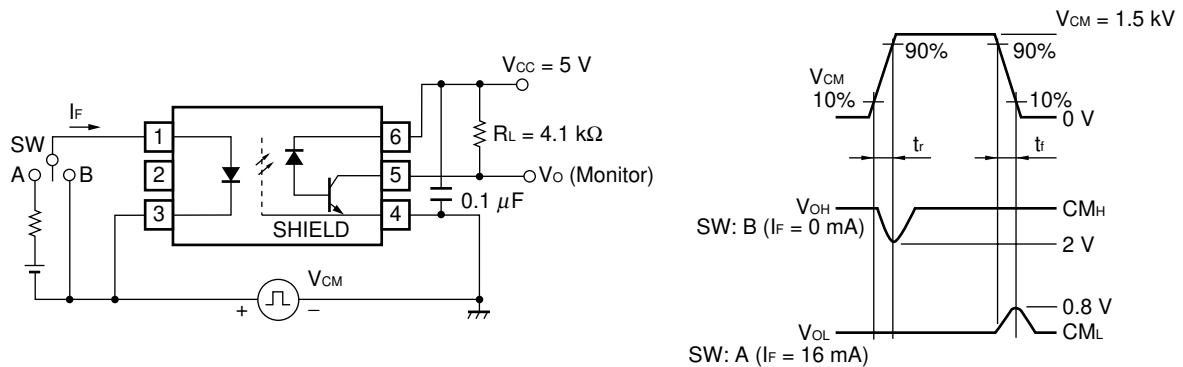 VCC = 5 V
IF
SW
A
B
1
2
3
6
5
4
SHIELD
RL = 4.1 kΩ
VO (Monitor)
0.1 μF
VCM
+
−
VCM = 1.5 kV
90%
90%
VCM
10%
10%
0 V
tr
tf
VOH
CMH
SW: B (IF = 0 mA)
2 V
0.8 V
VOL
CML
SW: A (IF = 16 mA)